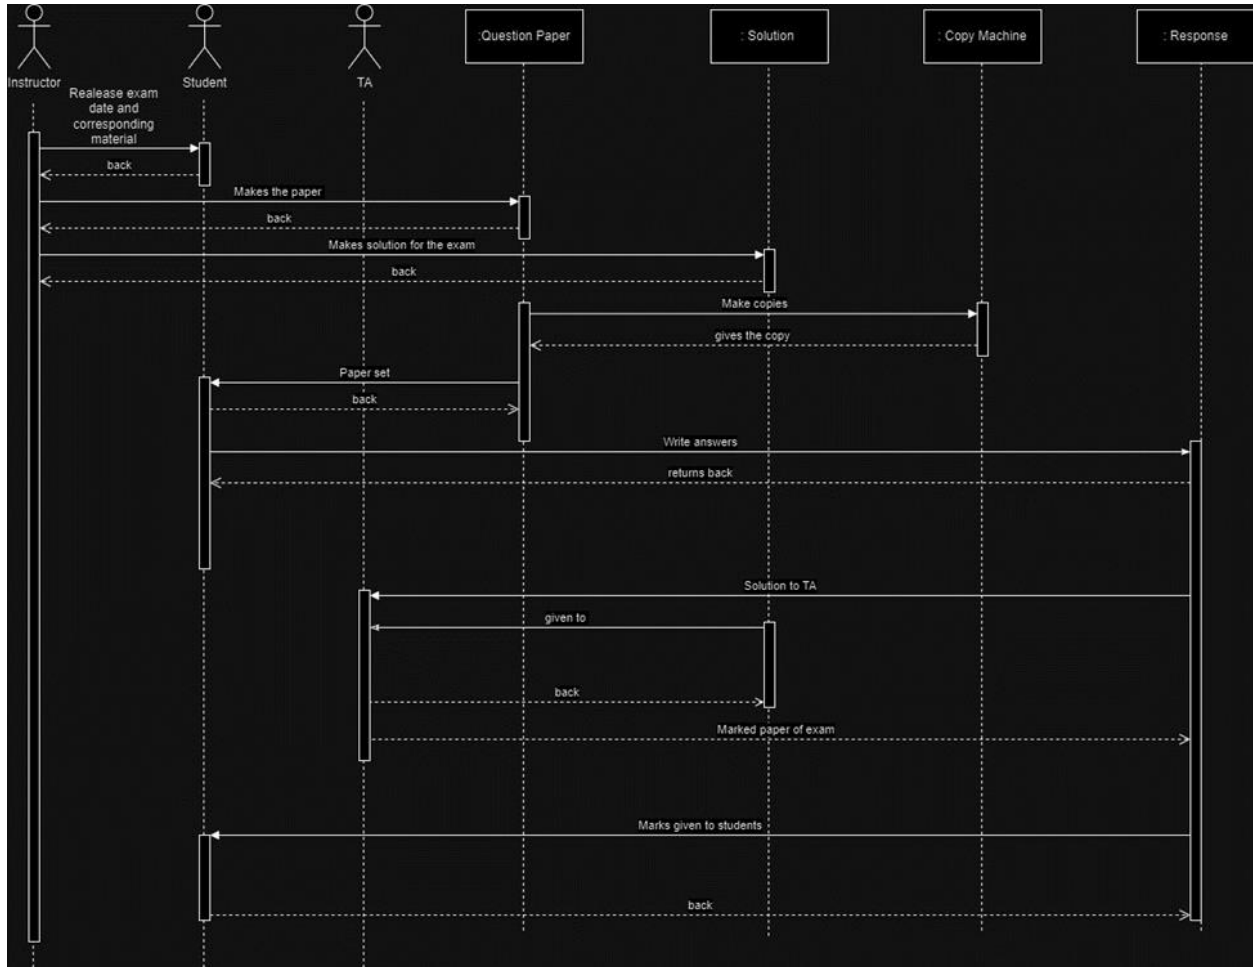 :Question Paper
: Solution
: Copy Machine
: Response
Instructor
Student
TA
Realease exam
date and
corresponding
material
back
Makes the paper
back
Makes solution for the exam
back
Make copies
gives the copy
Paper set
back
Write answers
returns back
Solution to TA
given to
back
Marked paper of exam
Marks given to students
back